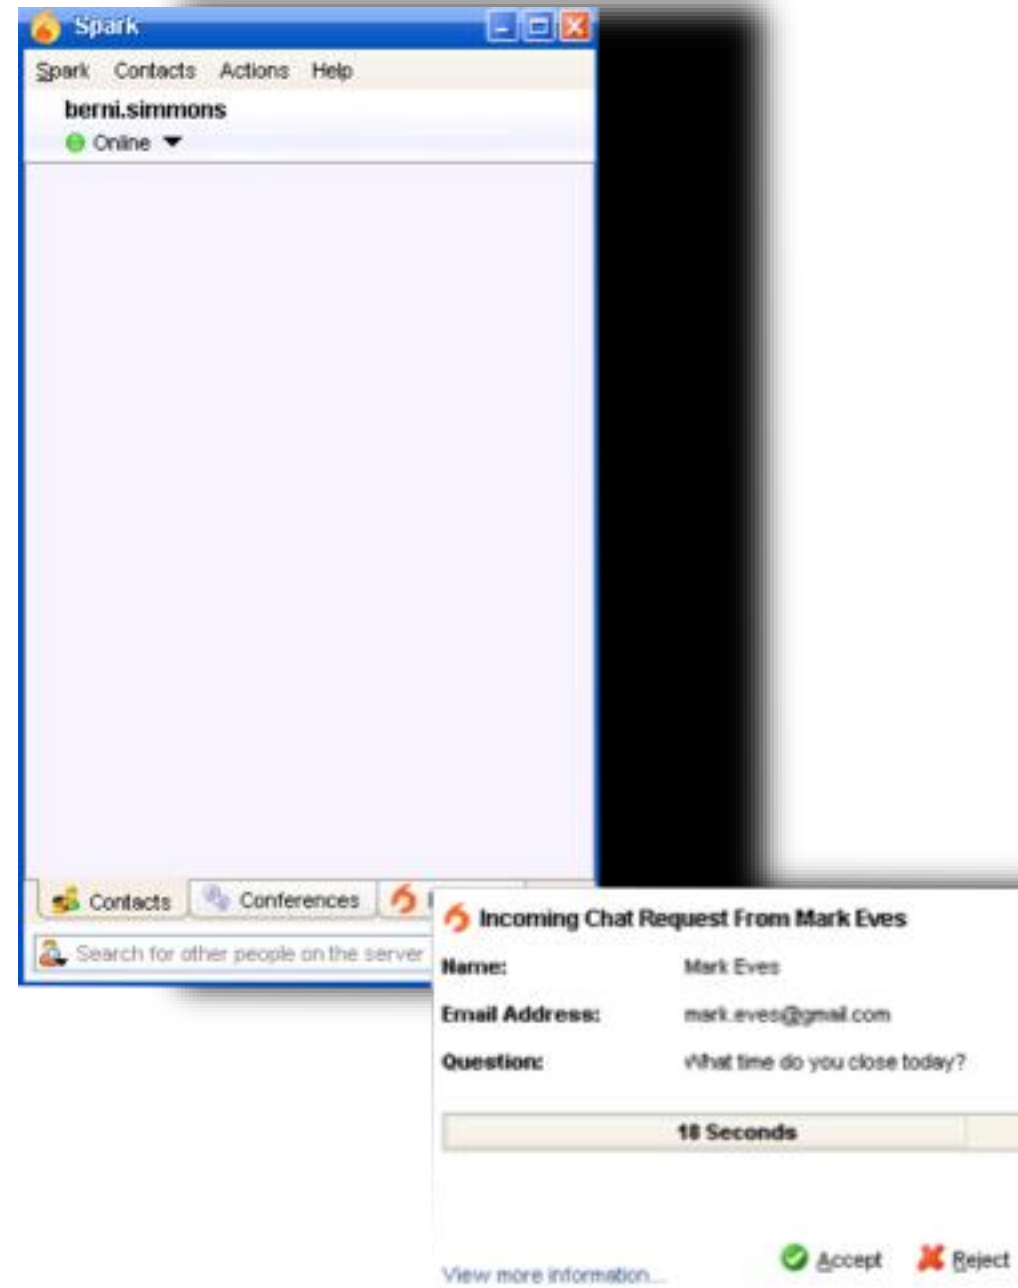 Spark
Spark Contacts Actions Help
berni.simmons
Online
Contacts Conferences
Search for other people on the server
Incoming Chat Request From Mark Eves
Name: Mark Eves
Email Address: mark.eves@gmail.com
Question: What time do you close today?
18 Seconds
Accept Reject
View more information...